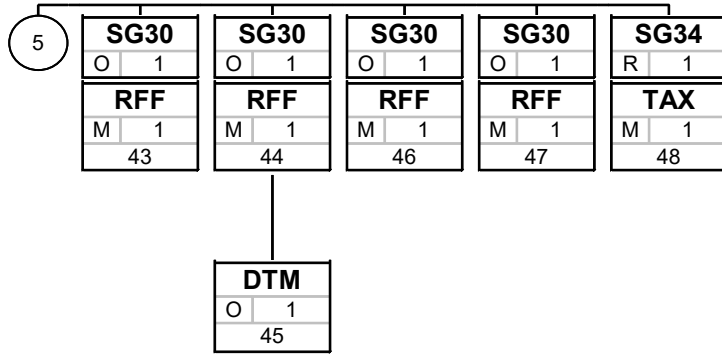 5
SG30 SG30 SG30 SG30 SG34
O 1 O 1 O 1 O 1 R 1
RFF RFF RFF RFF TAX
M 1 M 1 M 1 M 1 M 1
43 44 46 47 48
DTM
O 1
45